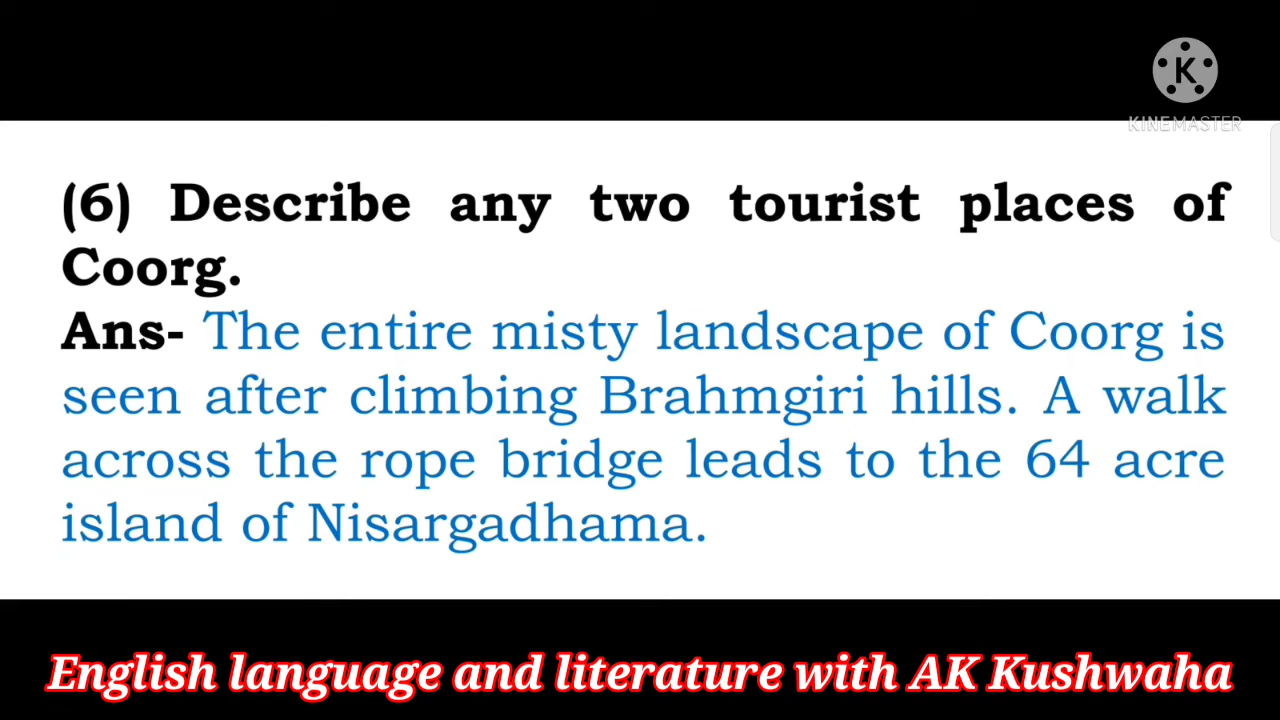 K
KINEMASTER
(6) Describe any two tourist places of
Coorg.
Ans- The entire misty landscape of Coorg is
seen after climbing Brahmgiri hills. A walk
across the rope bridge leads to the 64 acre
island of Nisargadhama.
English language and literature with AK Kushwaha